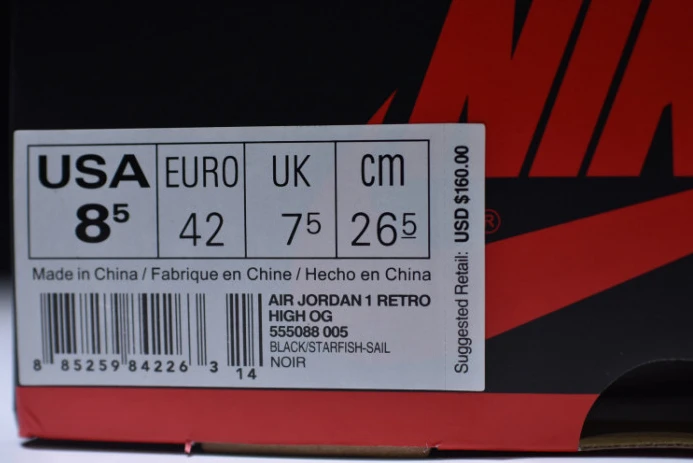 NIK
USA EURO UK cm
8⁵ 42 7⁵ 26⁵
Made in China / Fabrique en Chine / Hecho en China
AIR JORDAN 1 RETRO
HIGH OG
555088 005
BLACK/STARFISH-SAIL
NOIR
8 85259 84226 3 14
Suggested Retail: USD $160.00
®